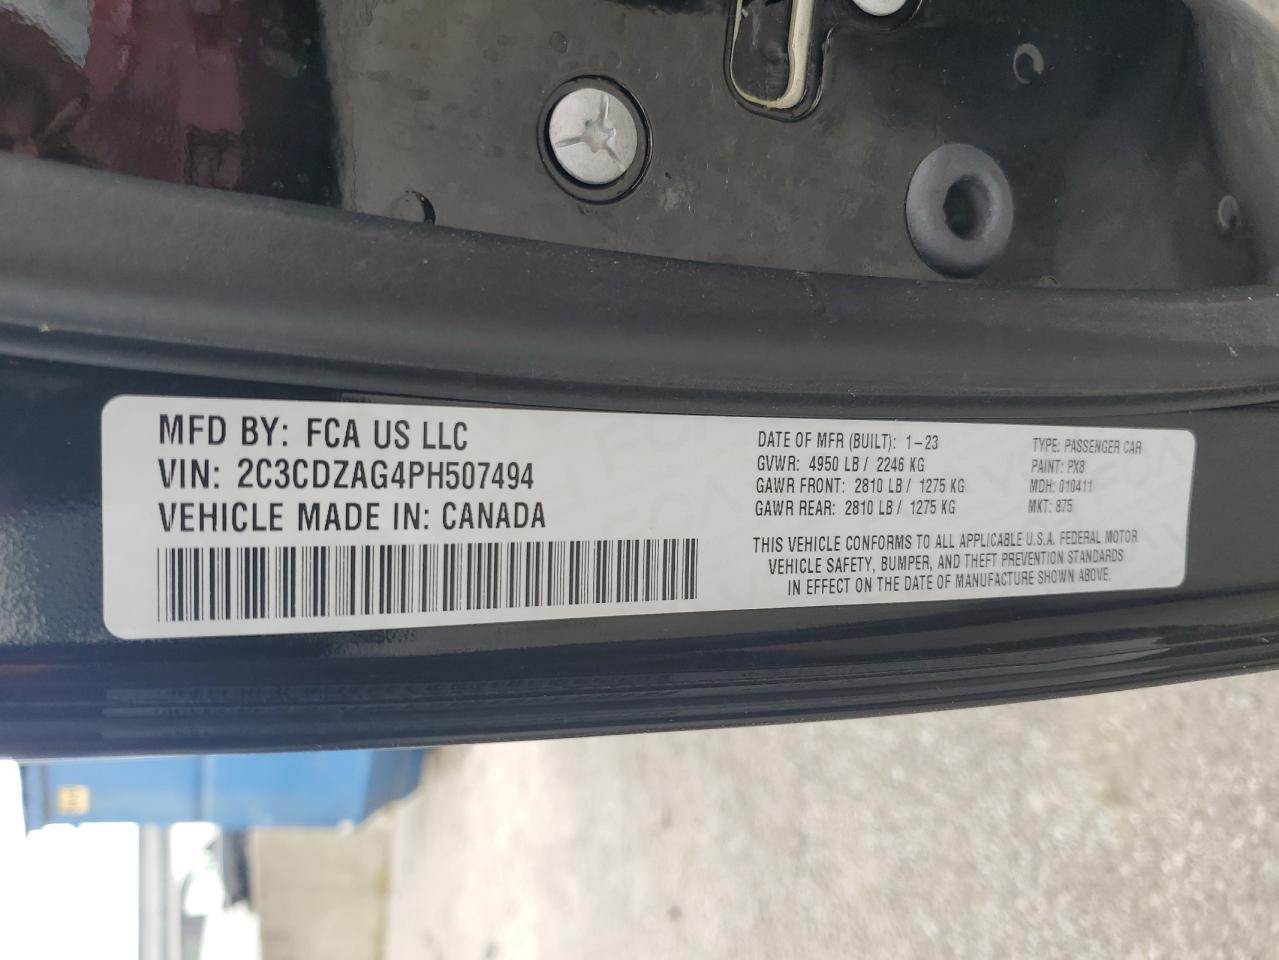 MFD BY: FCA US LLC
VIN: 2C3CDZAG4PH507494
VEHICLE MADE IN: CANADA
DATE OF MFR (BUILT): 1-23
GVWR: 4950 LB / 2246 KG
GAWR FRONT: 2810 LB / 1275 KG
GAWR REAR: 2810 LB / 1275 KG
TYPE: PASSENGER CAR
PAINT: PX8
MDH: 010411
MKT: 875
THIS VEHICLE CONFORMS TO ALL APPLICABLE U.S.A. FEDERAL MOTOR
VEHICLE SAFETY, BUMPER, AND THEFT PREVENTION STANDARDS
IN EFFECT ON THE DATE OF MANUFACTURE SHOWN ABOVE.